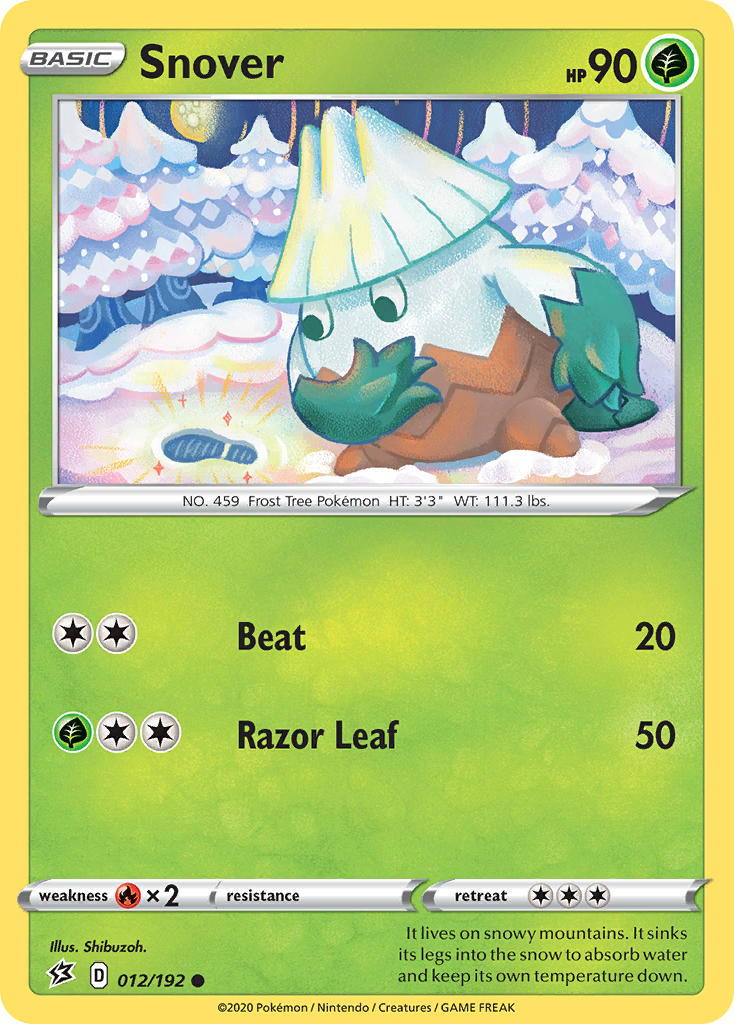 BASIC Snover HP 90
NO. 459 Frost Tree Pokémon HT: 3'3" WT: 111.3 lbs.
Beat 20
Razor Leaf 50
weakness ×2 resistance retreat
Illus. Shibuzoh.
D 012/192
It lives on snowy mountains. It sinks
its legs into the snow to absorb water
and keep its own temperature down.
©2020 Pokémon / Nintendo / Creatures / GAME FREAK